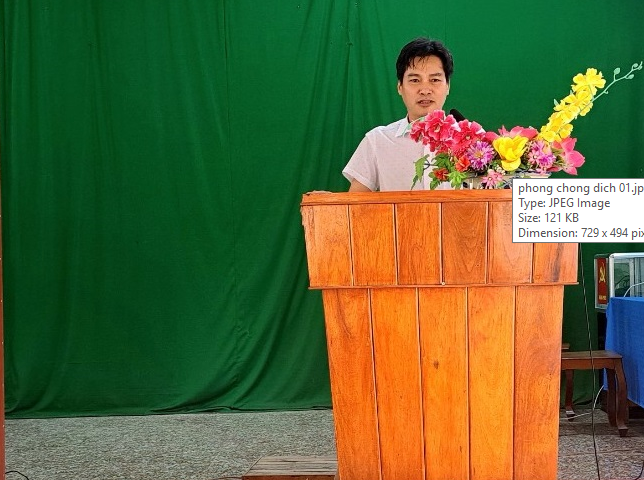 phong chong dich 01.jp
Type: JPEG Image
Size: 121 KB
Dimension: 729 x 494 pix